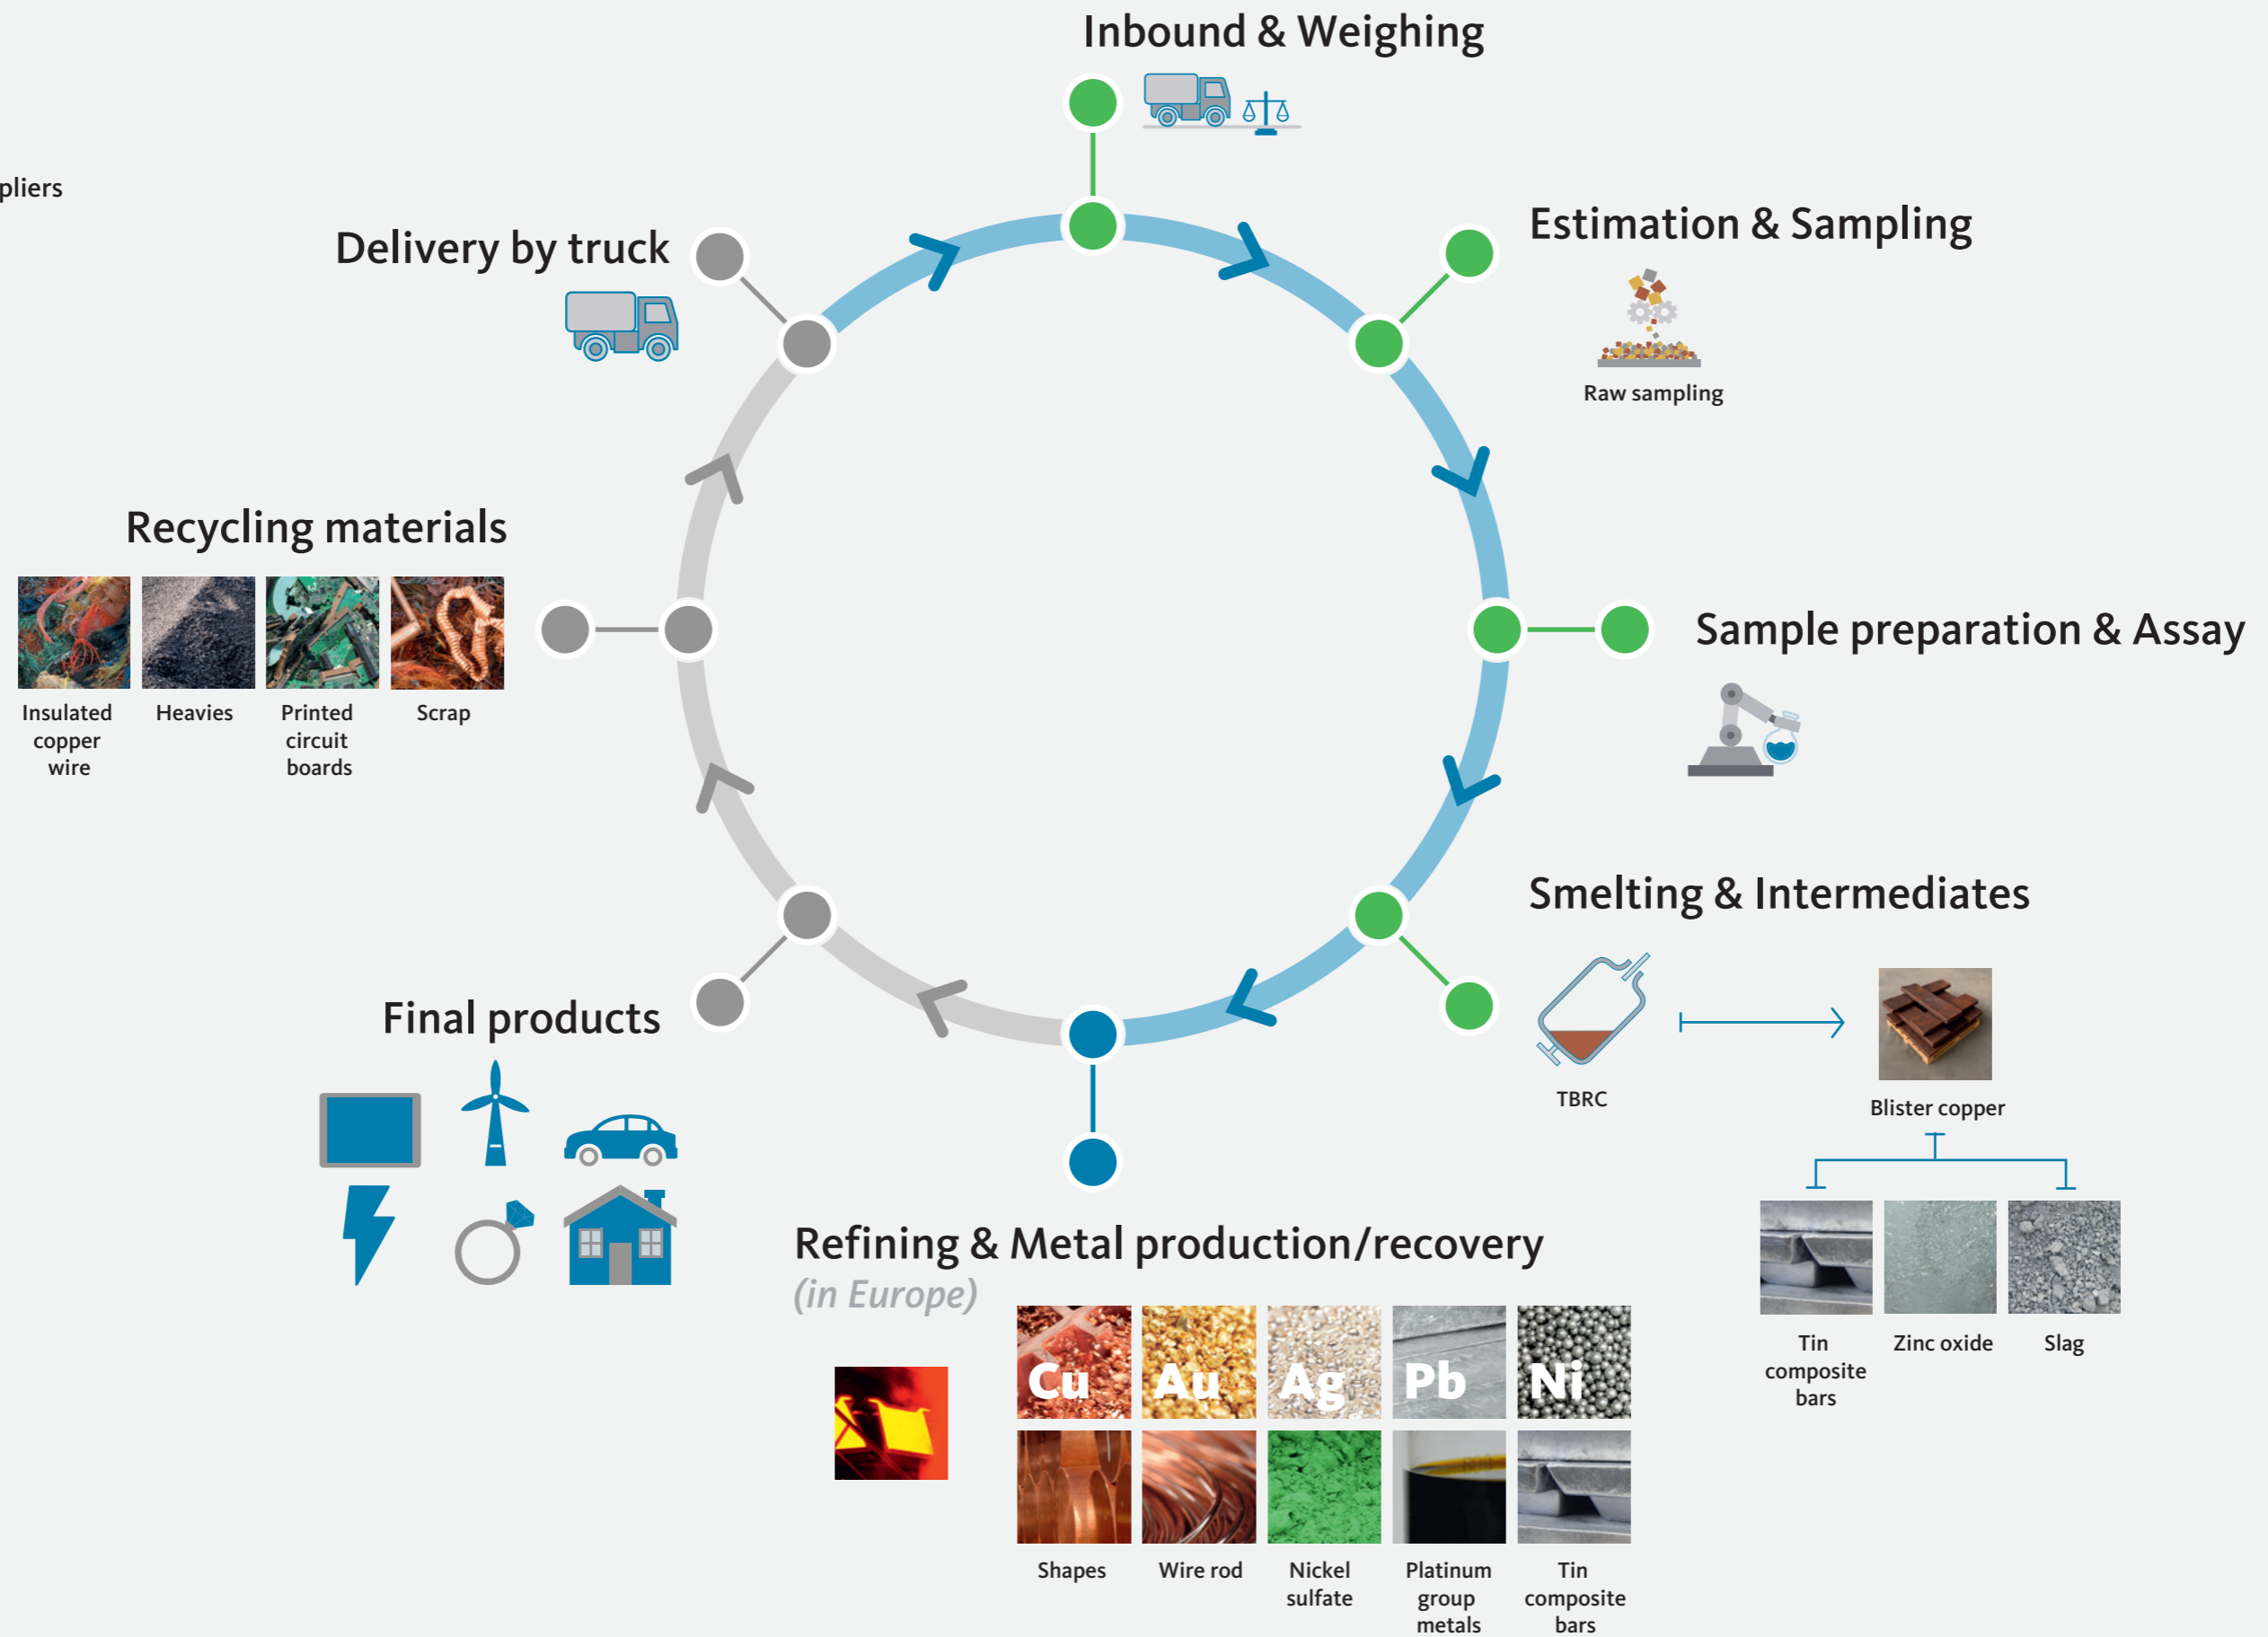 Inbound & Weighing
pliers
Delivery by truck
Estimation & Sampling
Raw sampling
Recycling materials
Insulated
copper
wire
Heavies
Printed
circuit
boards
Scrap
Sample preparation & Assay
Smelting & Intermediates
TBRC
Blister copper
Tin
composite
bars
Zinc oxide
Slag
Final products
Refining & Metal production/recovery
(in Europe)
Cu
Au
Ag
Pb
Ni
Shapes
Wire rod
Nickel
sulfate
Platinum
group
metals
Tin
composite
bars